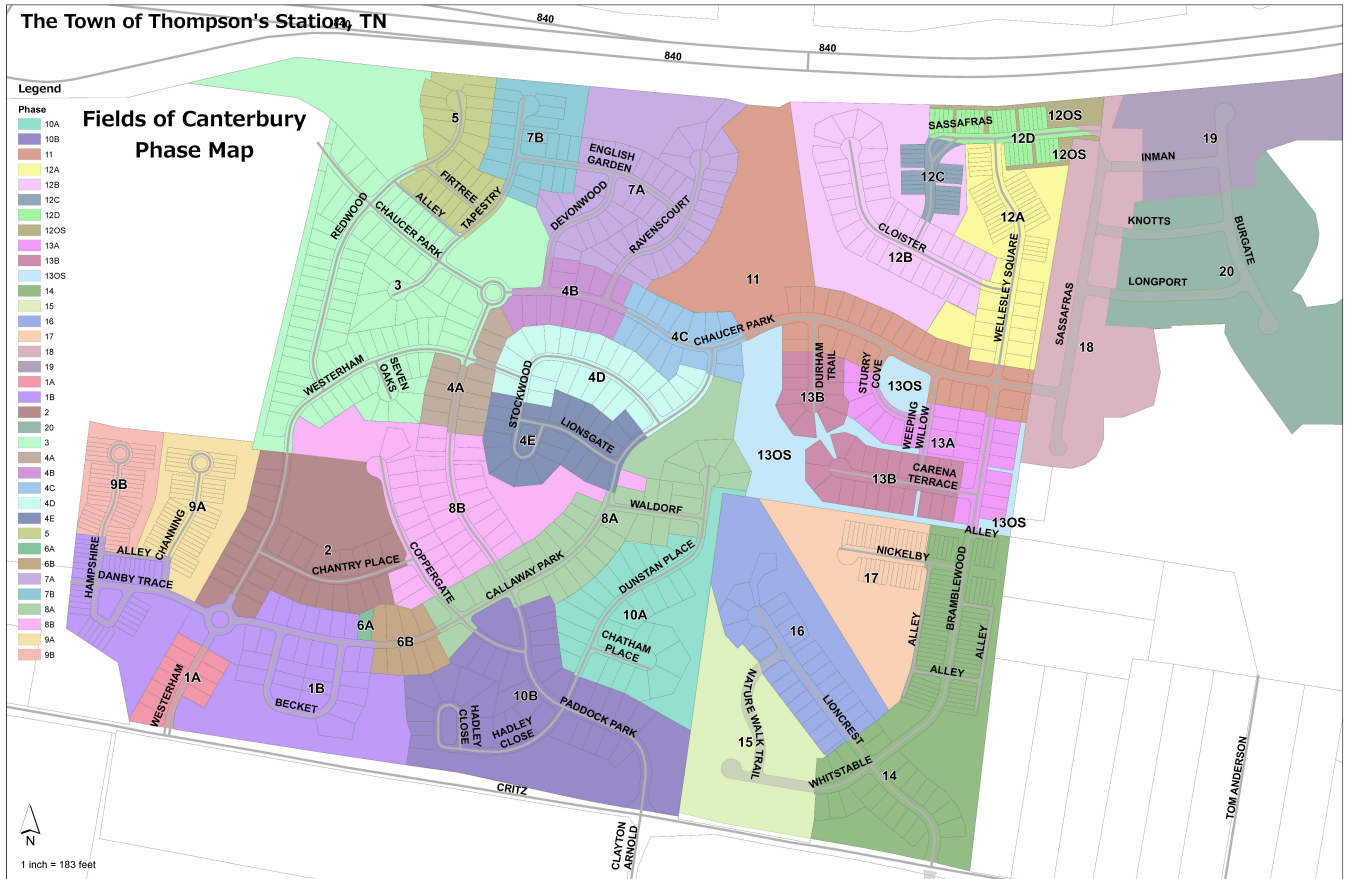 The Town of Thompson's Station, TN
840
840
840
840
Legend
Phase
10A
10B
11
12A
12B
12C
12D
12OS
13A
13B
13OS
14
15
16
17
18
19
1A
1B
2
20
3
4A
4B
4C
4D
4E
5
6A
6B
7A
7B
8A
8B
9A
9B
Fields of Canterbury
Phase Map
5
7B
ENGLISH
GARDEN
7A
FIRTREE
ALLEY
TAPESTRY
DEVONWOOD
RAVENSCOURT
REDWOOD
CHAUCER PARK
3
4B
4C
CHAUCER PARK
11
SASSAFRAS
12OS
12D
12OS
12C
12A
CLOISTER
12B
WELLESLEY SQUARE
INMAN
19
KNOTTS
BURGATE
20
LONGPORT
SASSAFRAS
18
WESTERHAM
SEVEN
OAKS
4A
STOCKWOOD
4D
4E
LIONSGATE
DURHAM
TRAIL
STURRY
COVE
13OS
13B
WEEPING
WILLOW
13A
13OS
13B
CARENA
TERRACE
13OS
ALLEY
9B
9A
HAMPSHIRE
ALLEY
CHANNING
DANBY TRACE
2
CHANTRY PLACE
8B
COPPERGATE
8A
WALDORF
CALLAWAY PARK
DUNSTAN PLACE
10A
CHATHAM
PLACE
NICKELBY
17
BRAMBLEWOOD
ALLEY
ALLEY
ALLEY
16
LIONCREST
NATURE WALK TRAIL
15
WHITSTABLE
14
6A
6B
1A
WESTERHAM
1B
BECKET
10B
HADLEY
CLOSE
HADLEY
CLOSE
PADDOCK PARK
CRITZ
CLAYTON
ARNOLD
TOM ANDERSON
N
1 inch = 183 feet